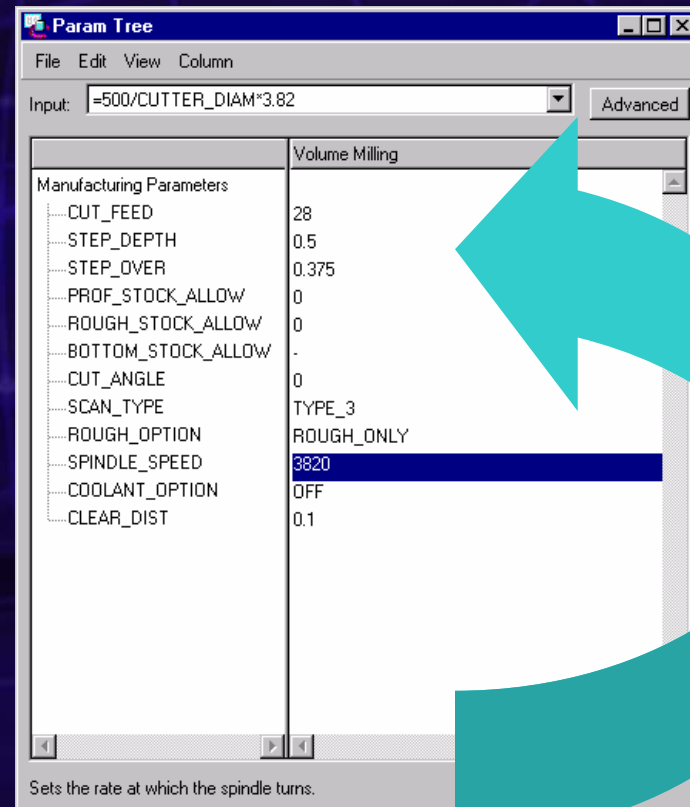 Param Tree
File Edit View Column
Input: =500/CUTTER_DIAM*3.82 Advanced
Volume Milling
Manufacturing Parameters
CUT_FEED 28
STEP_DEPTH 0.5
STEP_OVER 0.375
PROF_STOCK_ALLOW 0
ROUGH_STOCK_ALLOW 0
BOTTOM_STOCK_ALLOW -
CUT_ANGLE 0
SCAN_TYPE TYPE_3
ROUGH_OPTION ROUGH_ONLY
SPINDLE_SPEED 3820
COOLANT_OPTION OFF
CLEAR_DIST 0.1
Sets the rate at which the spindle turns.